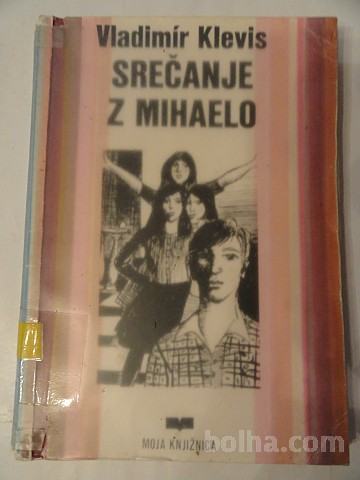 Vladimír Klevis
SREČANJE
Z MIHAELO
MOJA KNJIŽNICA
bolha.com